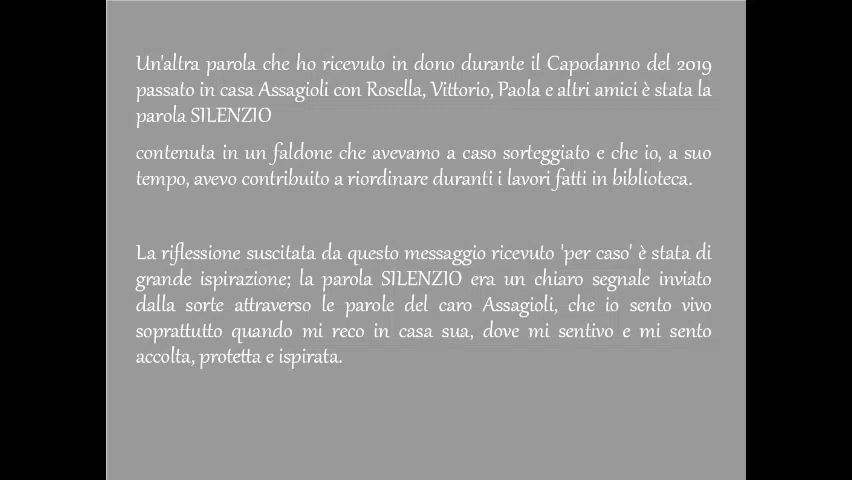 Un'altra parola che ho ricevuto in dono durante il Capodanno del 2019
passato in casa Assagioli con Rosella, Vittorio, Paola e altri amici è stata la
parola SILENZIO
contenuta in un faldone che avevamo a caso sorteggiato e che io, a suo
tempo, avevo contribuito a riordinare duranti i lavori fatti in biblioteca.
La riflessione suscitata da questo messaggio ricevuto 'per caso' è stata di
grande ispirazione; la parola SILENZIO era un chiaro segnale inviato
dalla sorte attraverso le parole del caro Assagioli, che io sento vivo
soprattutto quando mi reco in casa sua, dove mi sentivo e mi sento
accolta, protetta e ispirata.